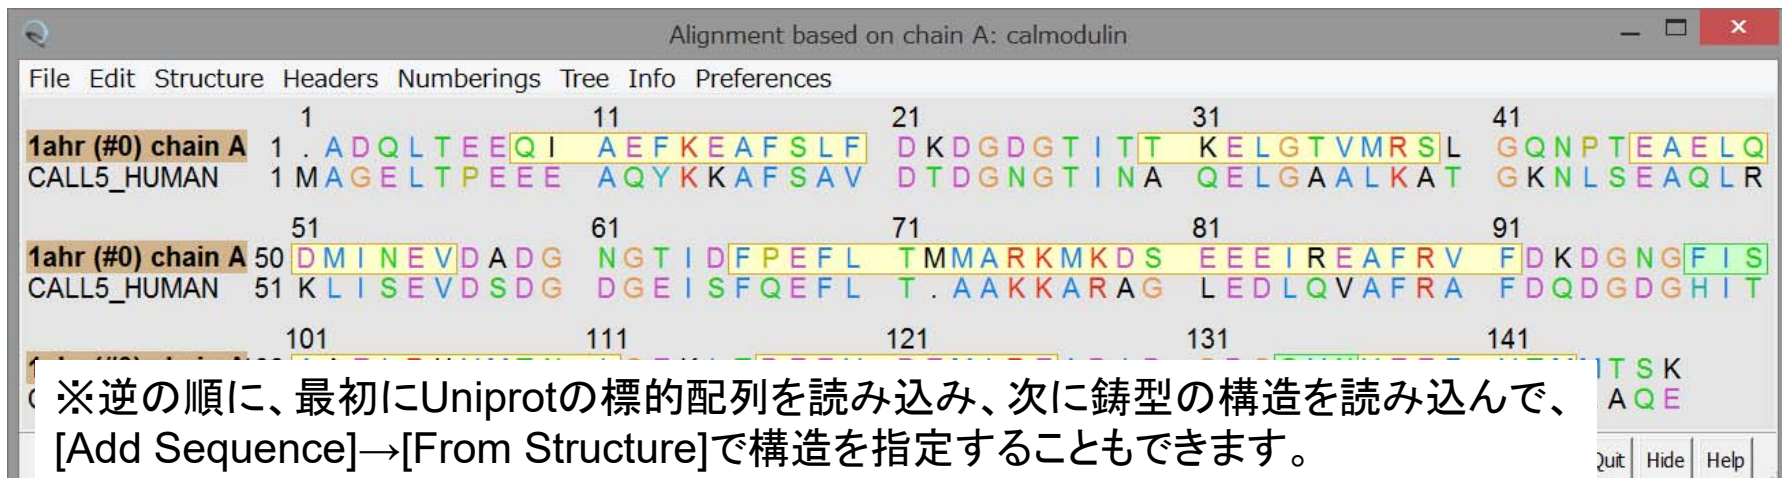 Alignment based on chain A: calmodulin
File Edit Structure Headers Numberings Tree Info Preferences
1 11 21 31 41
1ahr (#0) chain A 1 . A D Q L T E E Q I A E F K E A F S L F D K D G D G T I T T K E L G T V M R S L G Q N P T E A E L Q
CALL5_HUMAN 1 M A G E L T P E E E A Q Y K K A F S A V D T D G N G T I N A Q E L G A A L K A T G K N L S E A Q L R
51 61 71 81 91
1ahr (#0) chain A 50 D M I N E V D A D G N G T I D F P E F L T M M A R K M K D S E E E I R E A F R V F D K D G N G F I S
CALL5_HUMAN 51 K L I S E V D S D G D G E I S F Q E F L T . A A K K A R A G L E D L Q V A F R A F D Q D G D G H I T
101 111 121 131 141
T S K
A Q E
※逆の順に、最初にUniprotの標的配列を読み込み、次に鋳型の構造を読み込んで、
[Add Sequence]→[From Structure]で構造を指定することもできます。
Quit Hide Help